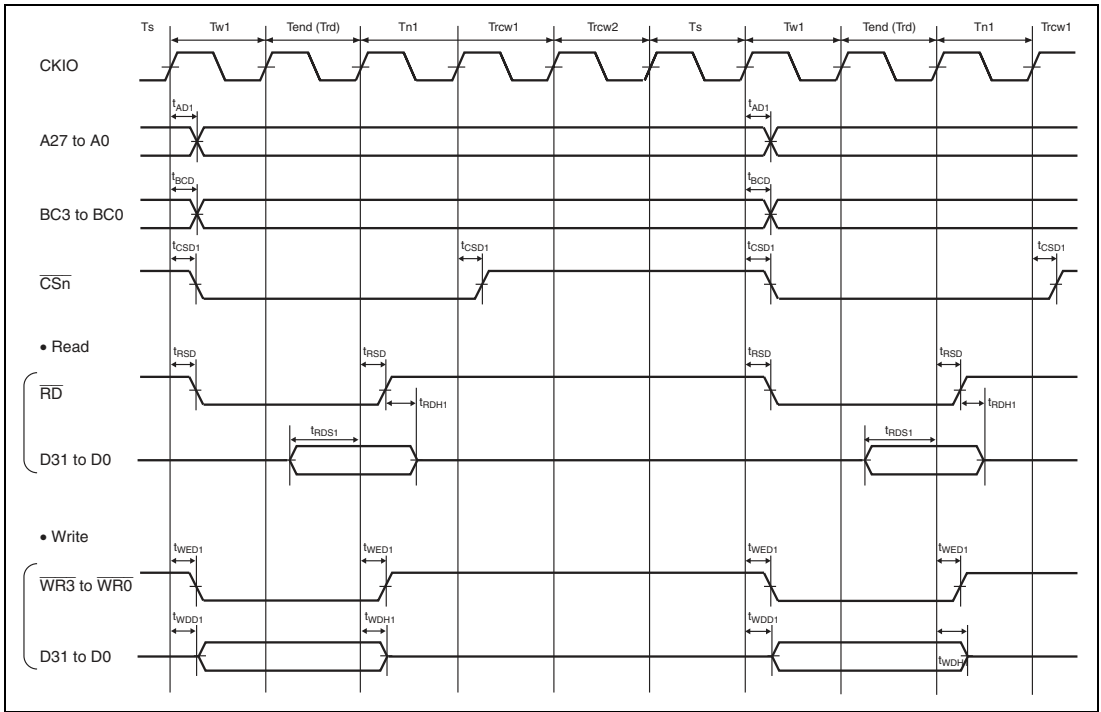 Ts Tw1 Tend (Trd) Tn1 Trcw1 Trcw2 Ts Tw1 Tend (Trd) Tn1 Trcw1
CKIO
tAD1 tAD1
A27 to A0
tBCD tBCD
BC3 to BC0
tCSD1 tCSD1 tCSD1 tCSD1
CSn
• Read
tRSD tRSD tRSD tRSD
RD
tRDH1 tRDH1
tRDS1 tRDS1
D31 to D0
• Write
tWED1 tWED1 tWED1 tWED1
WR3 to WR0
tWDD1 tWDH1 tWDD1
D31 to D0